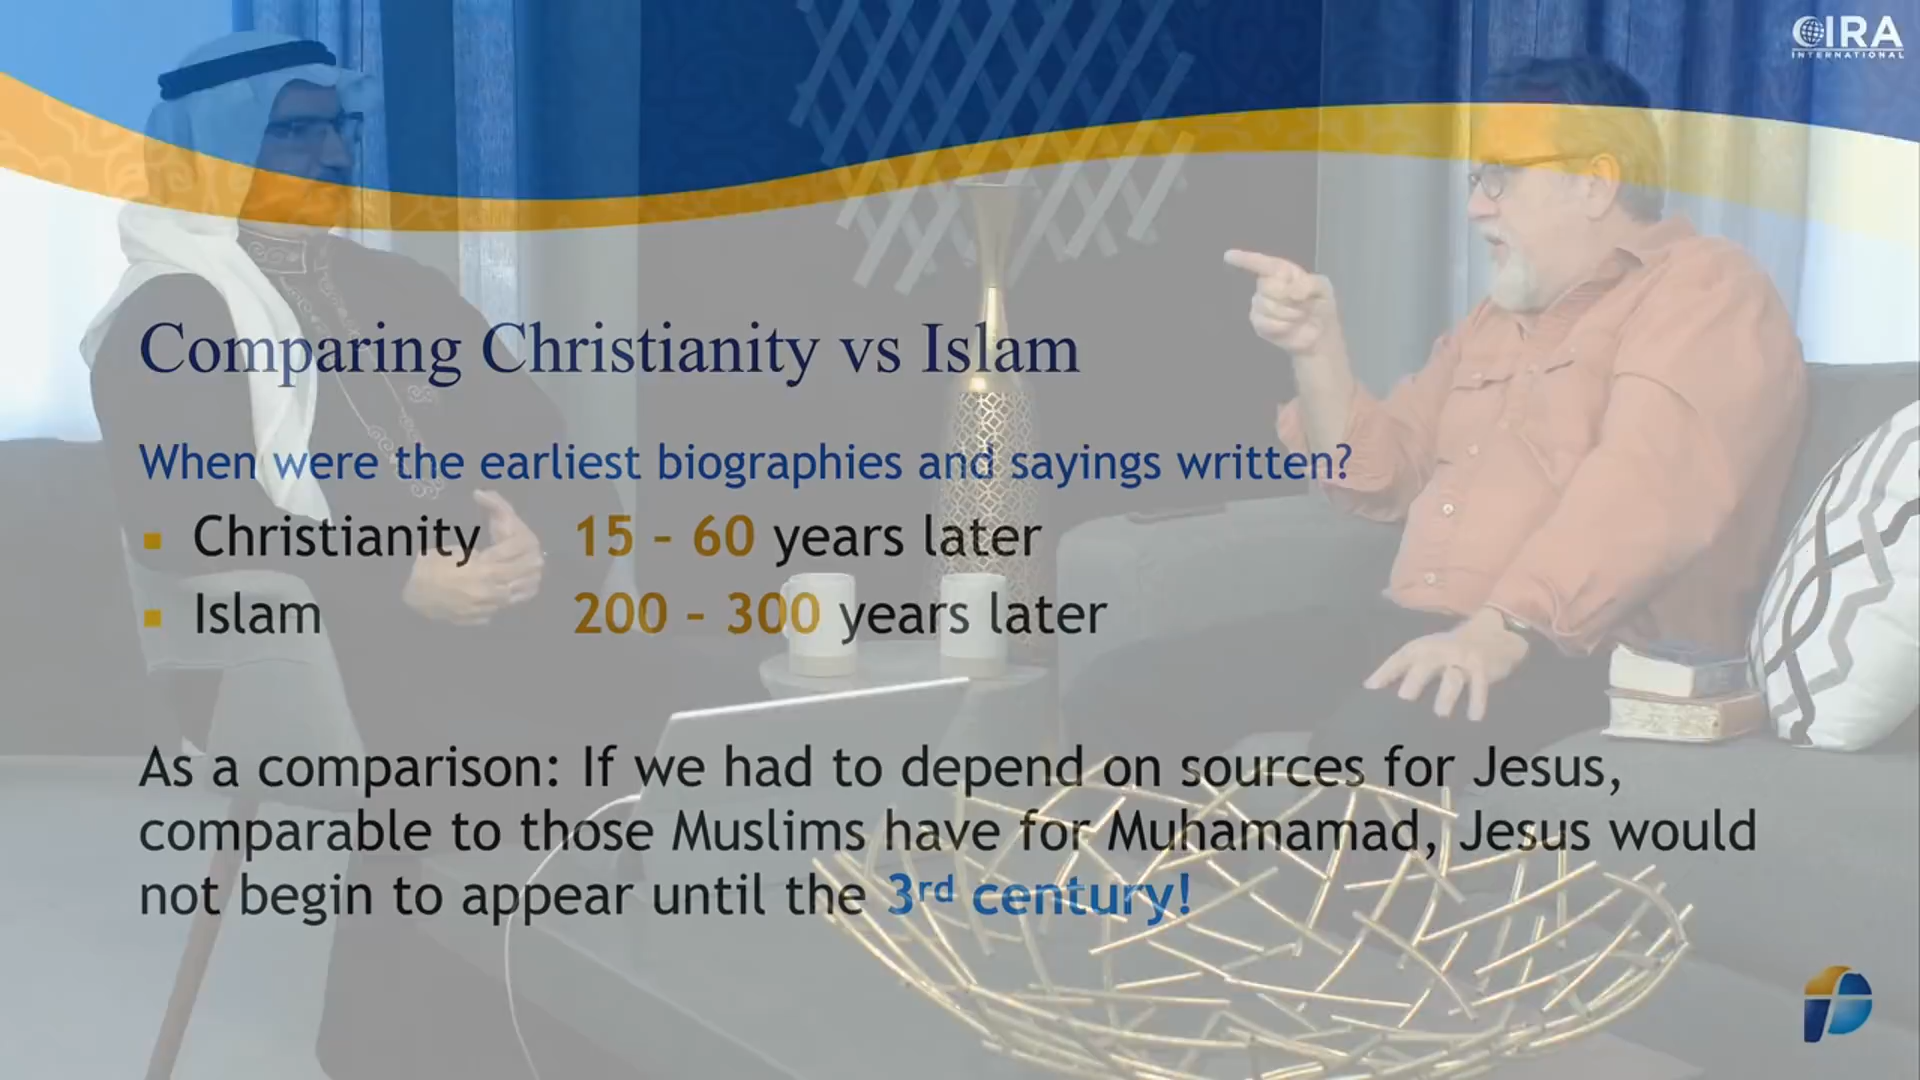 CIRA
INTERNATIONAL
Comparing Christianity vs Islam
When were the earliest biographies and sayings written?
Christianity 15 – 60 years later
Islam 200 – 300 years later
As a comparison: If we had to depend on sources for Jesus,
comparable to those Muslims have for Muhamamad, Jesus would
not begin to appear until the 3rd century!